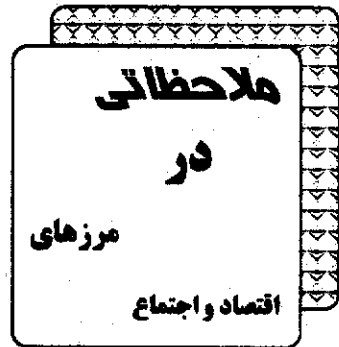 ملاحظاتی
در
مرزهای
اقتصاد و اجتماع